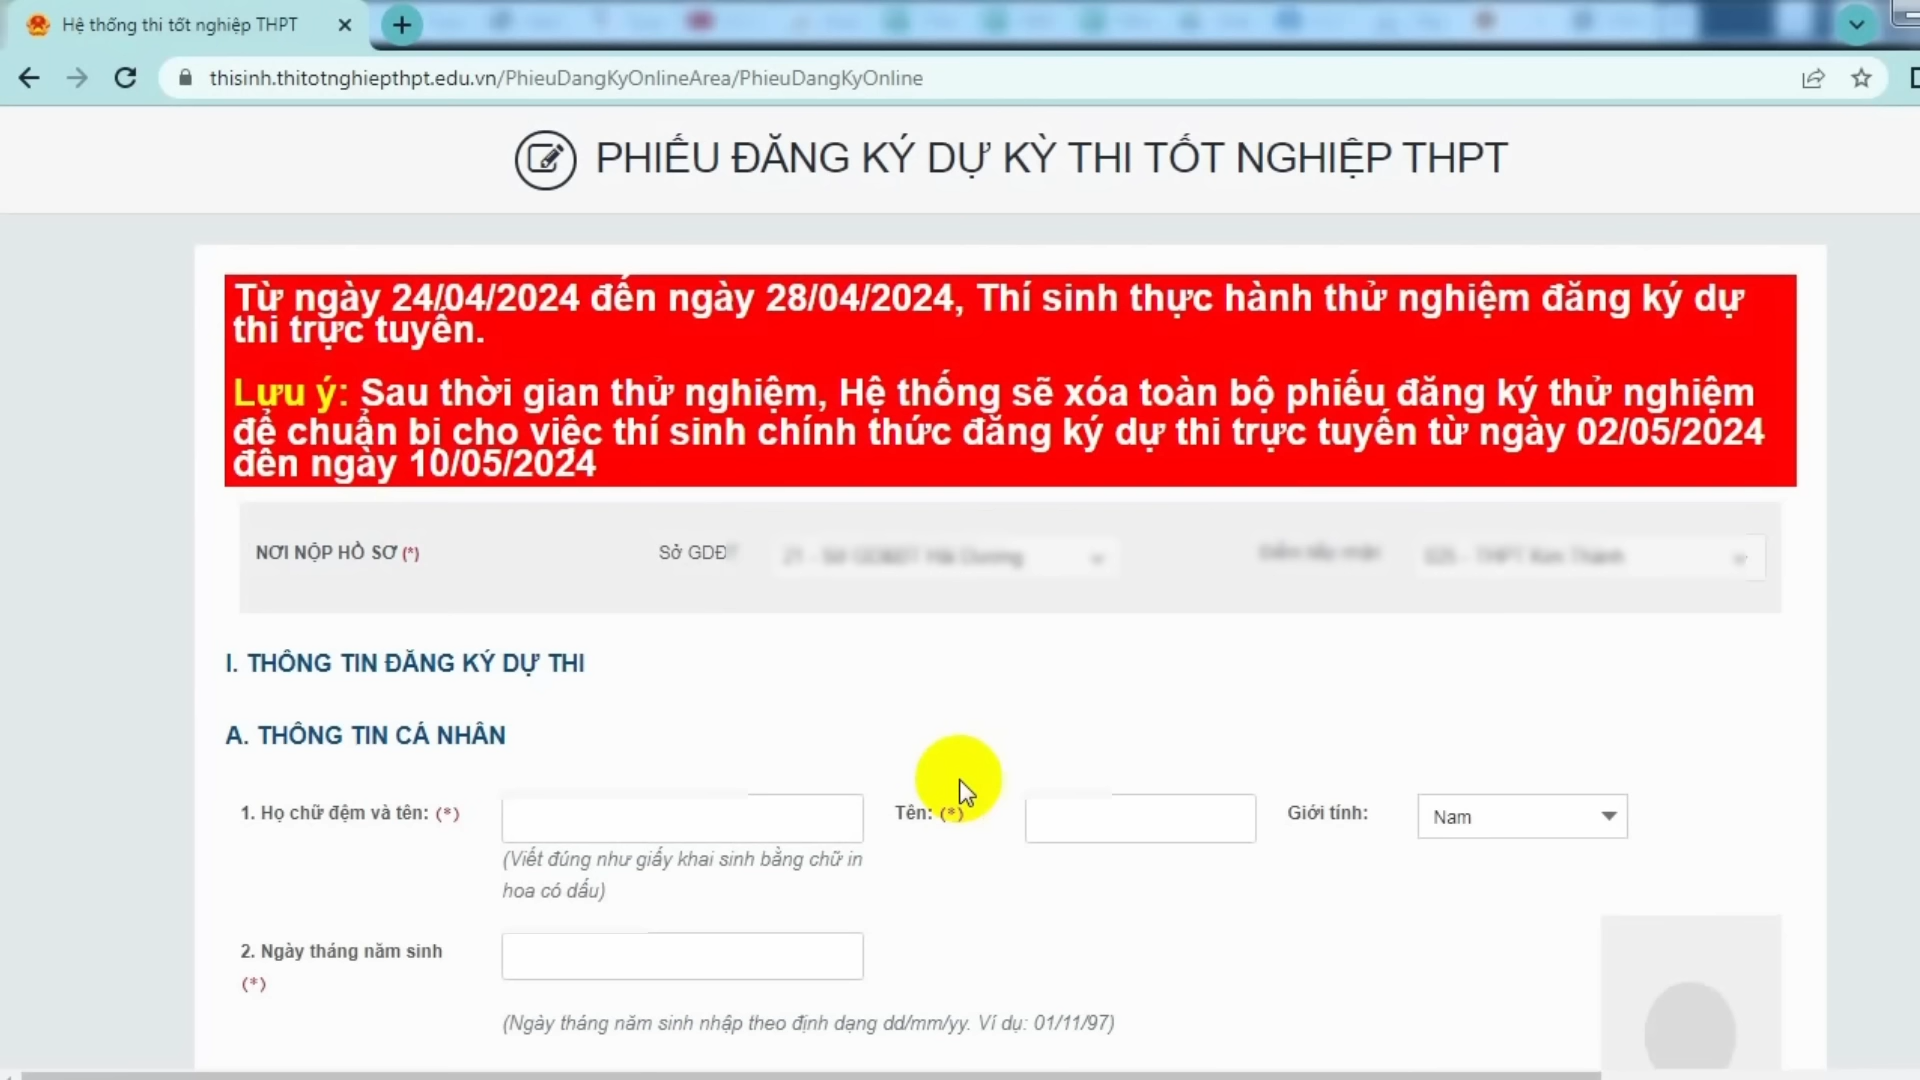 Hệ thống thi tốt nghiệp THPT
thisinh.thitotnghiepthpt.edu.vn/PhieuDangKyOnlineArea/PhieuDangKyOnline
PHIẾU ĐĂNG KÝ DỰ KỲ THI TỐT NGHIỆP THPT
Từ ngày 24/04/2024 đến ngày 28/04/2024, Thí sinh thực hành thử nghiệm đăng ký dự
thi trực tuyến.
Lưu ý: Sau thời gian thử nghiệm, Hệ thống sẽ xóa toàn bộ phiếu đăng ký thử nghiệm
để chuẩn bị cho việc thí sinh chính thức đăng ký dự thi trực tuyến từ ngày 02/05/2024
đến ngày 10/05/2024
NƠI NỘP HỒ SƠ (*) Sở GDĐT
I. THÔNG TIN ĐĂNG KÝ DỰ THI
A. THÔNG TIN CÁ NHÂN
1. Họ chữ đệm và tên: (*) Tên: (*) Giới tính: Nam
(Viết đúng như giấy khai sinh bằng chữ in
hoa có dấu)
2. Ngày tháng năm sinh
(*)
(Ngày tháng năm sinh nhập theo định dạng dd/mm/yy. Ví dụ: 01/11/97)